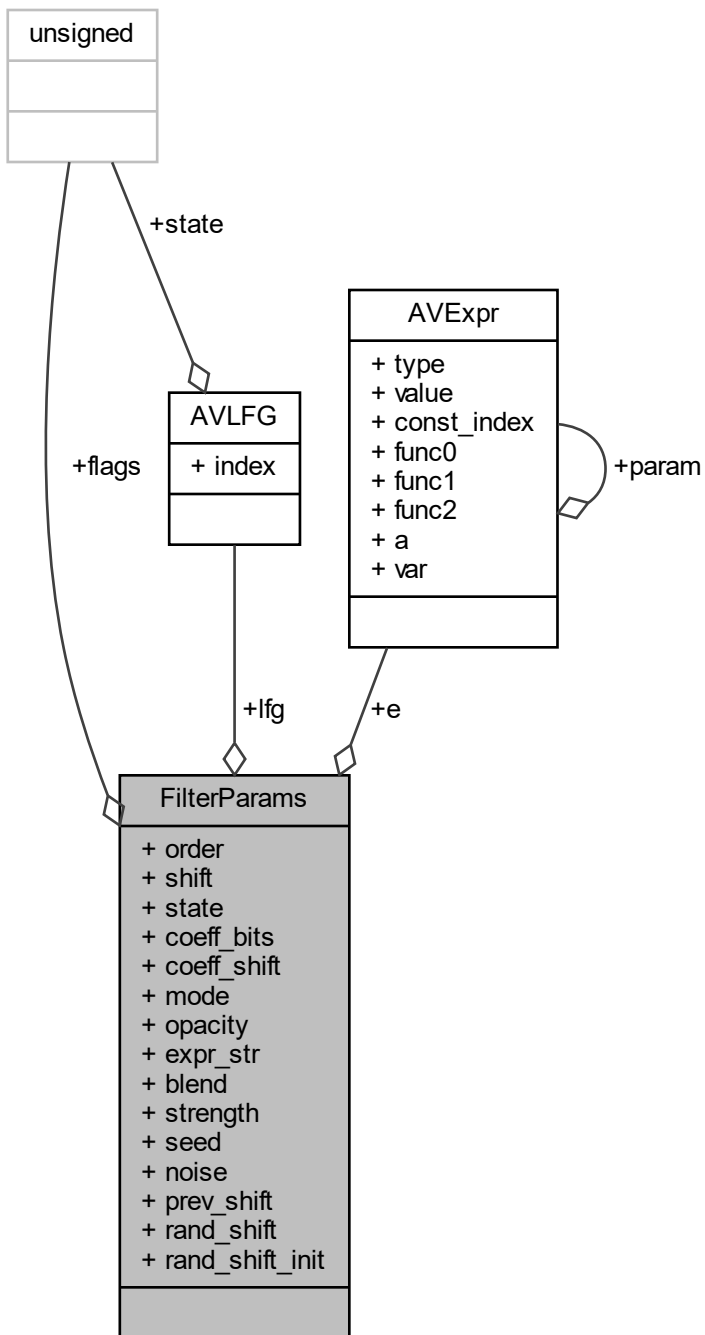 unsigned
+state
AVExpr
+ type
+ value
+ const_index
+ func0
+ func1
+ func2
+ a
+ var
+param
AVLFG
+ index
+flags
+lfg
+e
FilterParams
+ order
+ shift
+ state
+ coeff_bits
+ coeff_shift
+ mode
+ opacity
+ expr_str
+ blend
+ strength
+ seed
+ noise
+ prev_shift
+ rand_shift
+ rand_shift_init